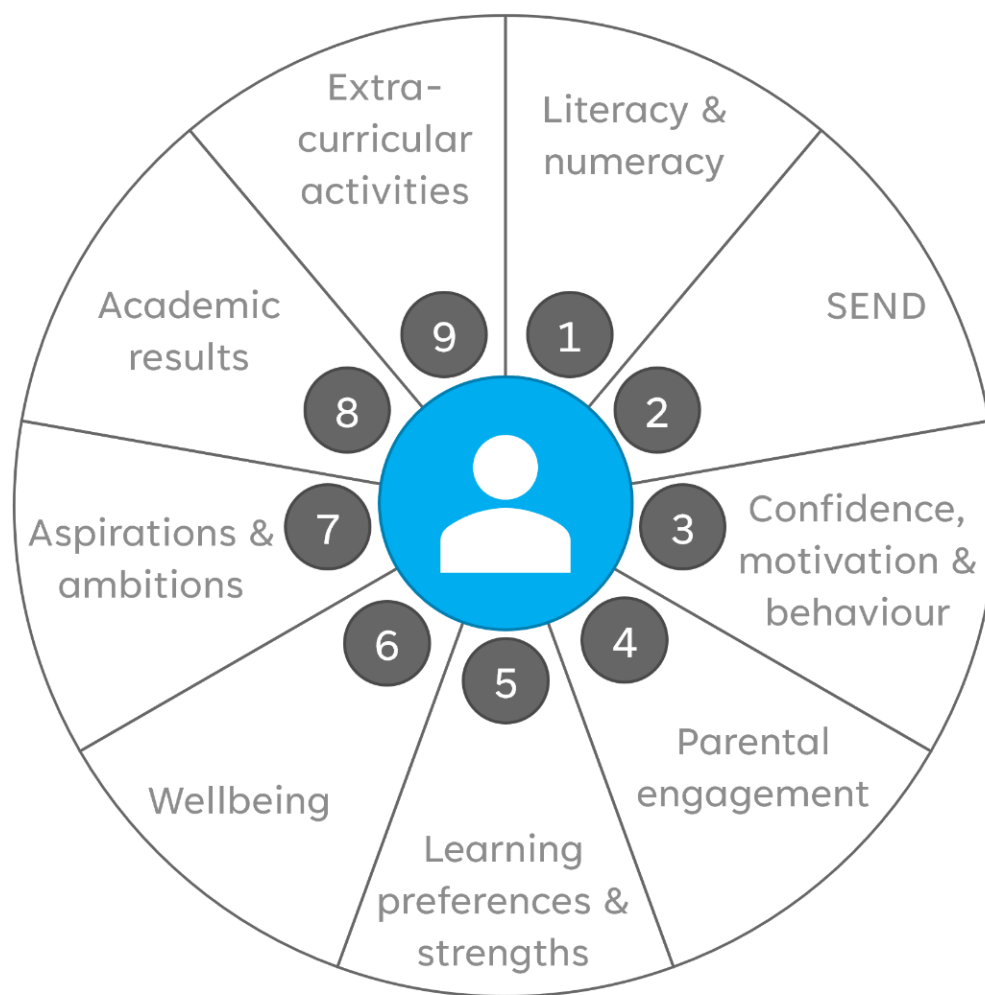 Literacy &
numeracy
1
SEND
2
Confidence,
motivation &
behaviour
3
Parental
engagement
4
Learning
preferences &
strengths
5
Wellbeing
6
Aspirations &
ambitions
7
Academic
results
8
Extra-
curricular
activities
9